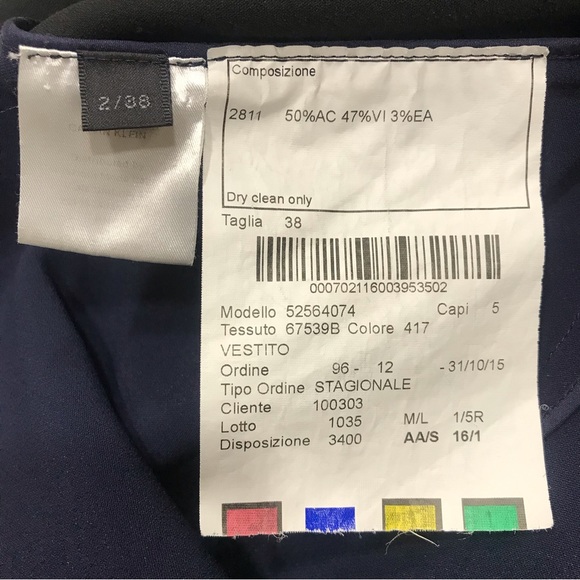 2/38
Composizione
2811 50%AC 47%VI 3%EA
Dry clean only
Taglia 38
000702116003953502
Modello 52564074 Capi 5
Tessuto 67539B Colore 417
VESTITO
Ordine 96 - 12 - 31/10/15
Tipo Ordine STAGIONALE
Cliente 100303
Lotto 1035 M/L 1/5R
Disposizione 3400 AA/S 16/1